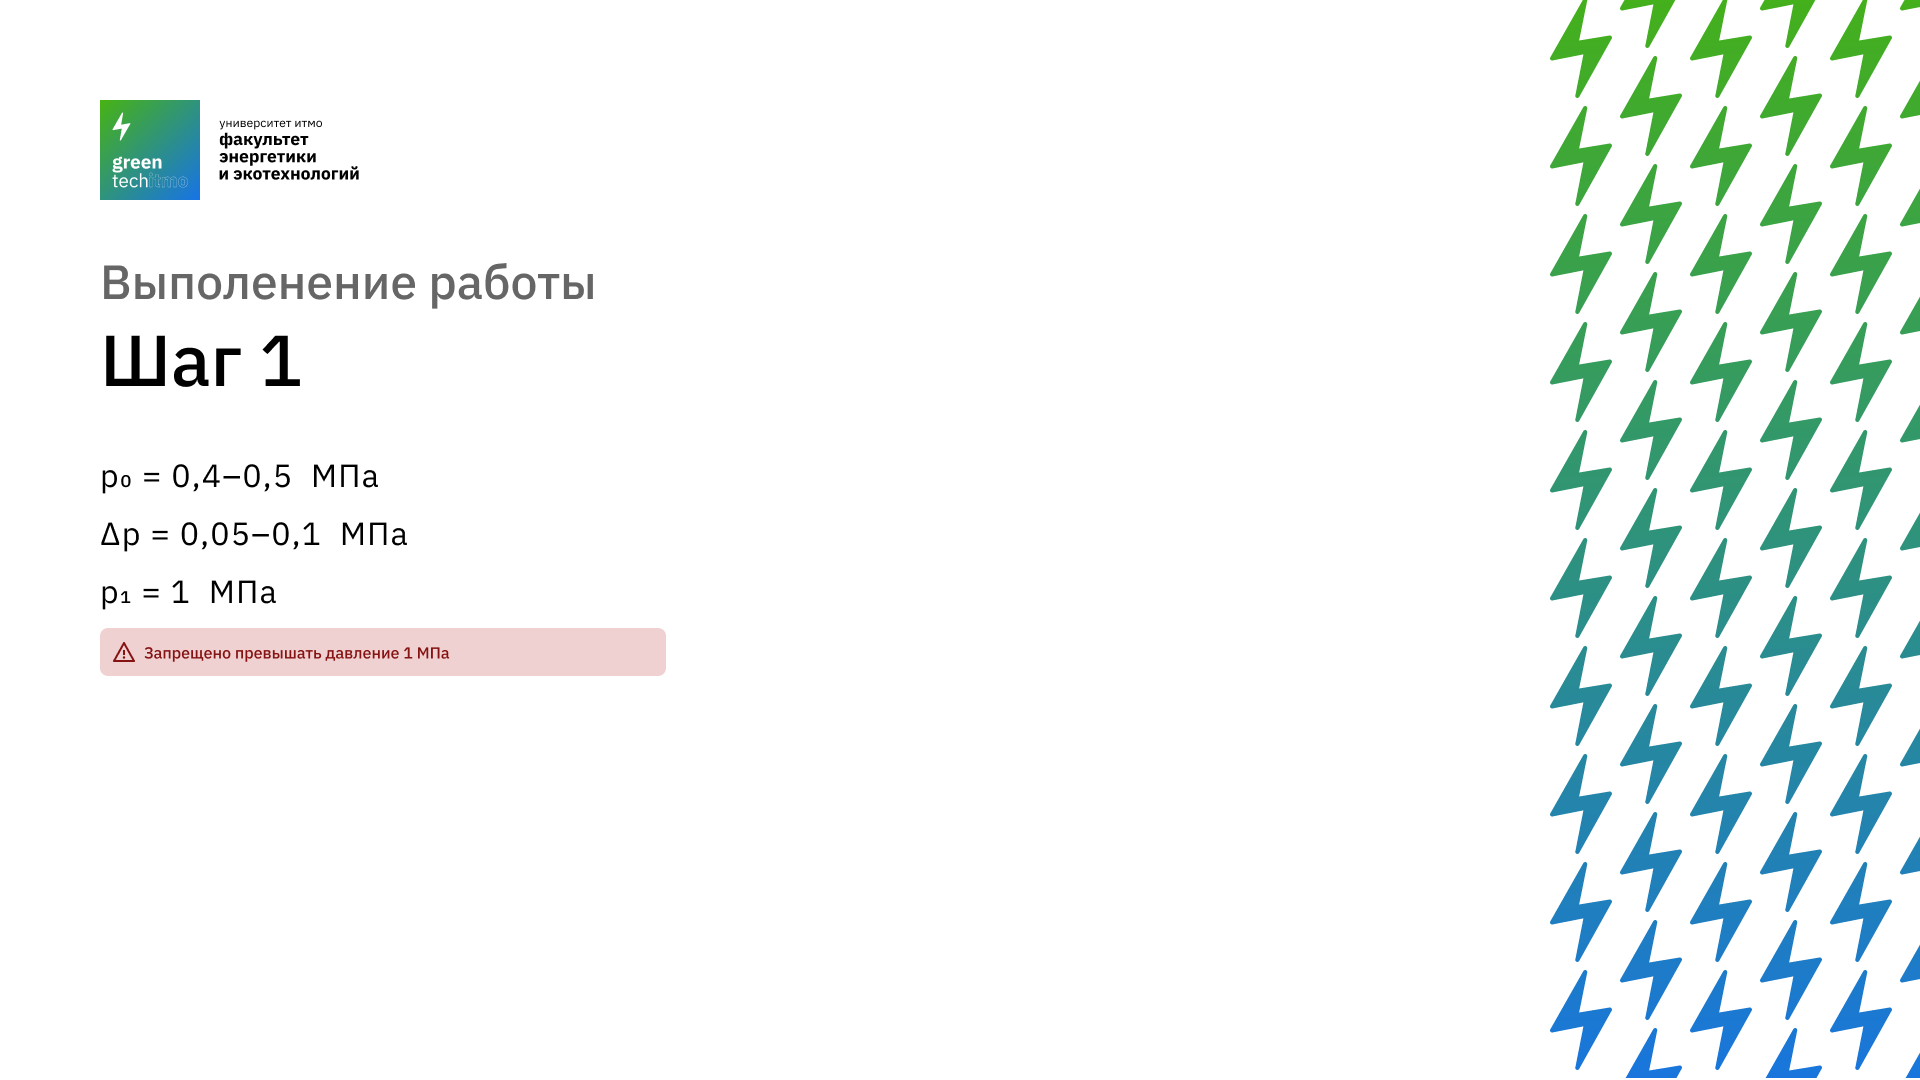 green
techitmo
университет итмо
факультет
энергетики
и экотехнологий
Выполенение работы
Шаг 1
p₀ = 0,4–0,5 МПа
Δp = 0,05–0,1 МПа
p₁ = 1 МПа
Запрещено превышать давление 1 МПа